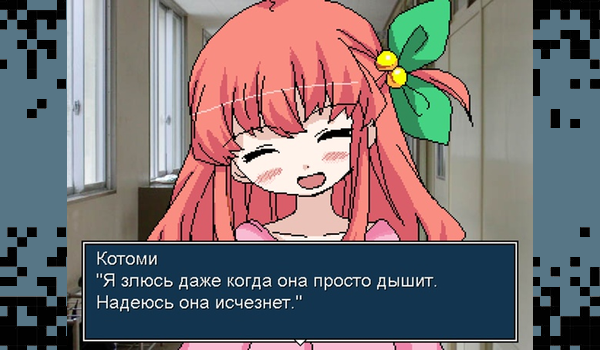 Котоми
"Я злюсь даже когда она просто дышит.
Надеюсь она исчезнет."